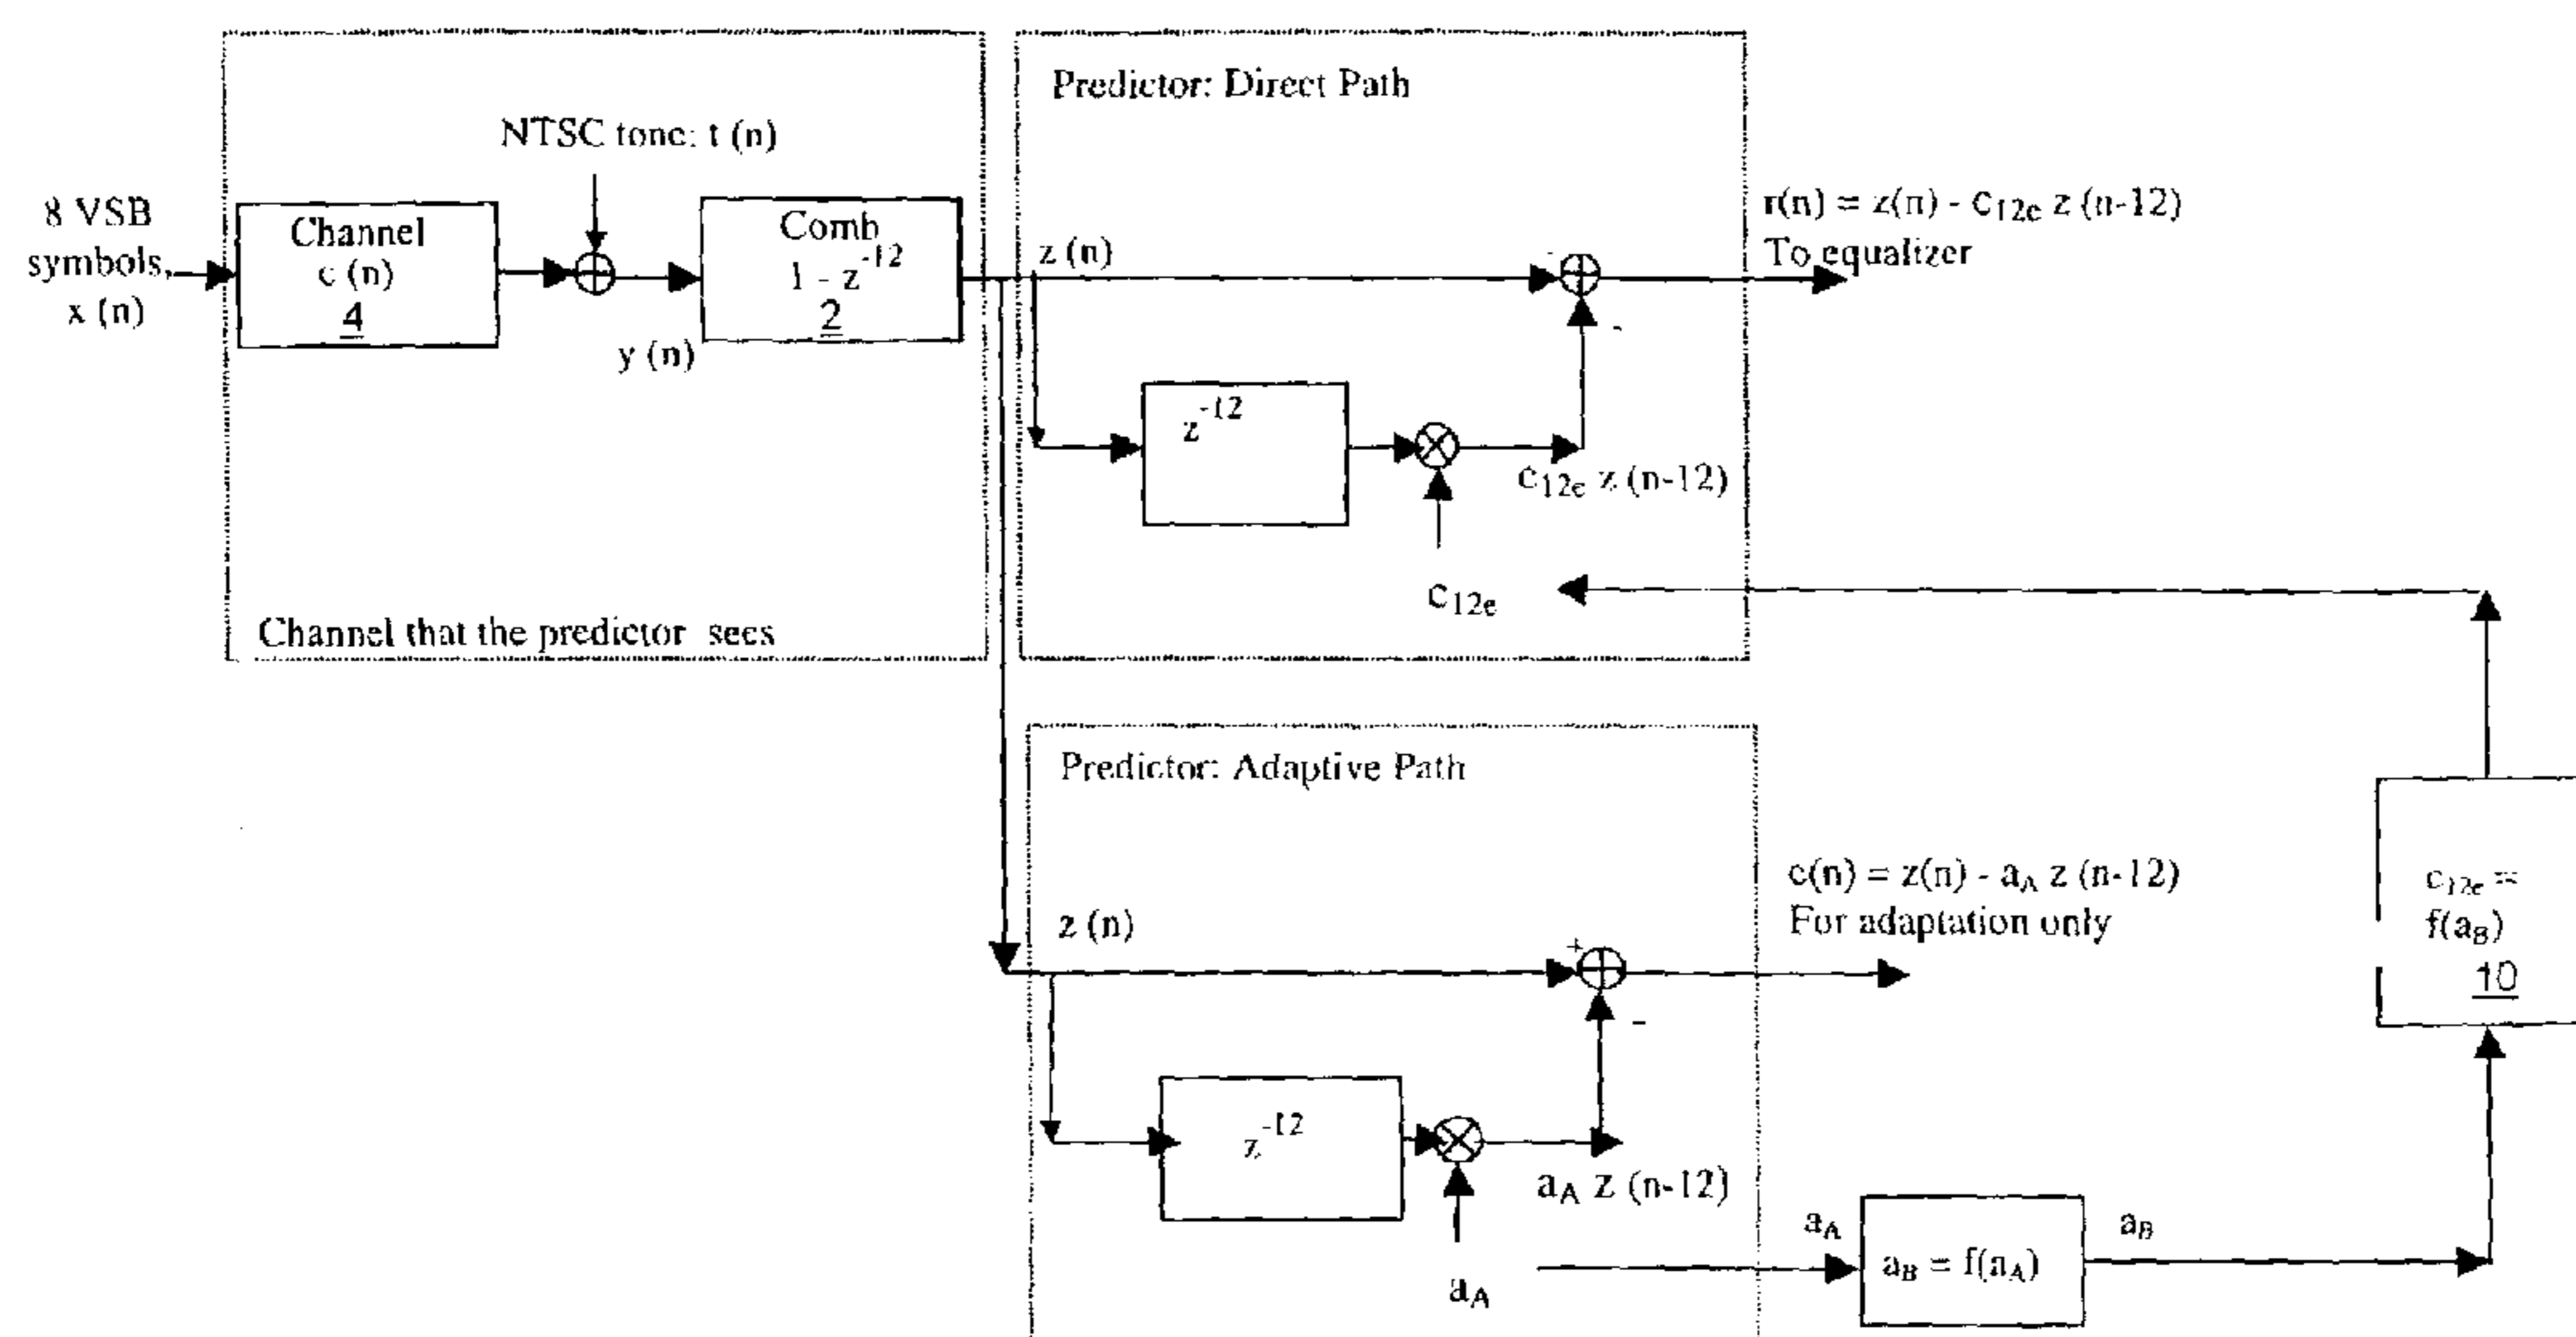 Predictor: Direct Path
NTSC tone: t (n)
8 VSB
symbols,
x (n)
Channel
c (n)
4
Comb
1 - z^-12
2
y (n)
z (n)
r(n) = z(n) - c12e z (n-12)
To equalizer
-
z^-12
c12e z (n-12)
c12e
Channel that the predictor sees
Predictor: Adaptive Path
z (n)
+
-
e(n) = z(n) - aA z (n-12)
For adaptation only
c12e =
f(aB)
10
z^-12
aA z (n-12)
aA
aA
aB = f(aA)
aB